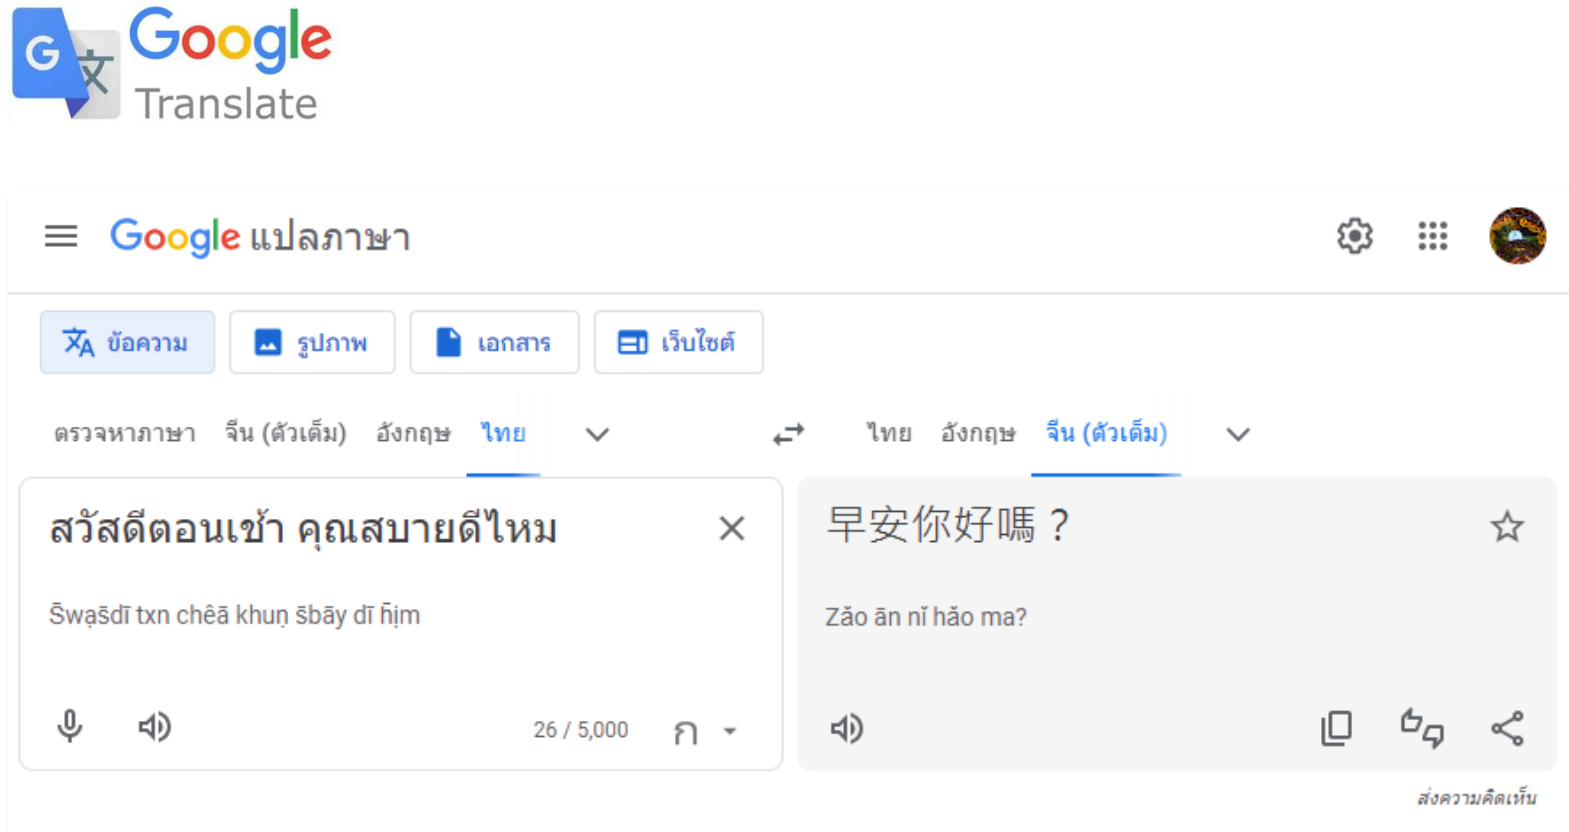 Google
Translate
G 文
Google แปลภาษา
ข้อความ รูปภาพ เอกสาร เว็บไซต์
ตรวจหาภาษา จีน (ตัวเต็ม) อังกฤษ ไทย ไทย อังกฤษ จีน (ตัวเต็ม)
สวัสดีตอนเช้า คุณสบายดีไหม 早安你好嗎？
S̄wạs̄dī txn chêā khuṇ s̄bāy dī h̄ịm Zǎo ān nǐ hǎo ma?
26 / 5,000 ก
ส่งความคิดเห็น